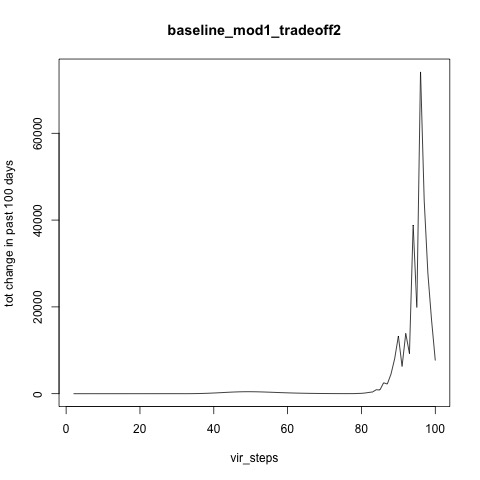 baseline_mod1_tradeoff2
tot change in past 100 days
60000
40000
20000
0
0 20 40 60 80 100
vir_steps